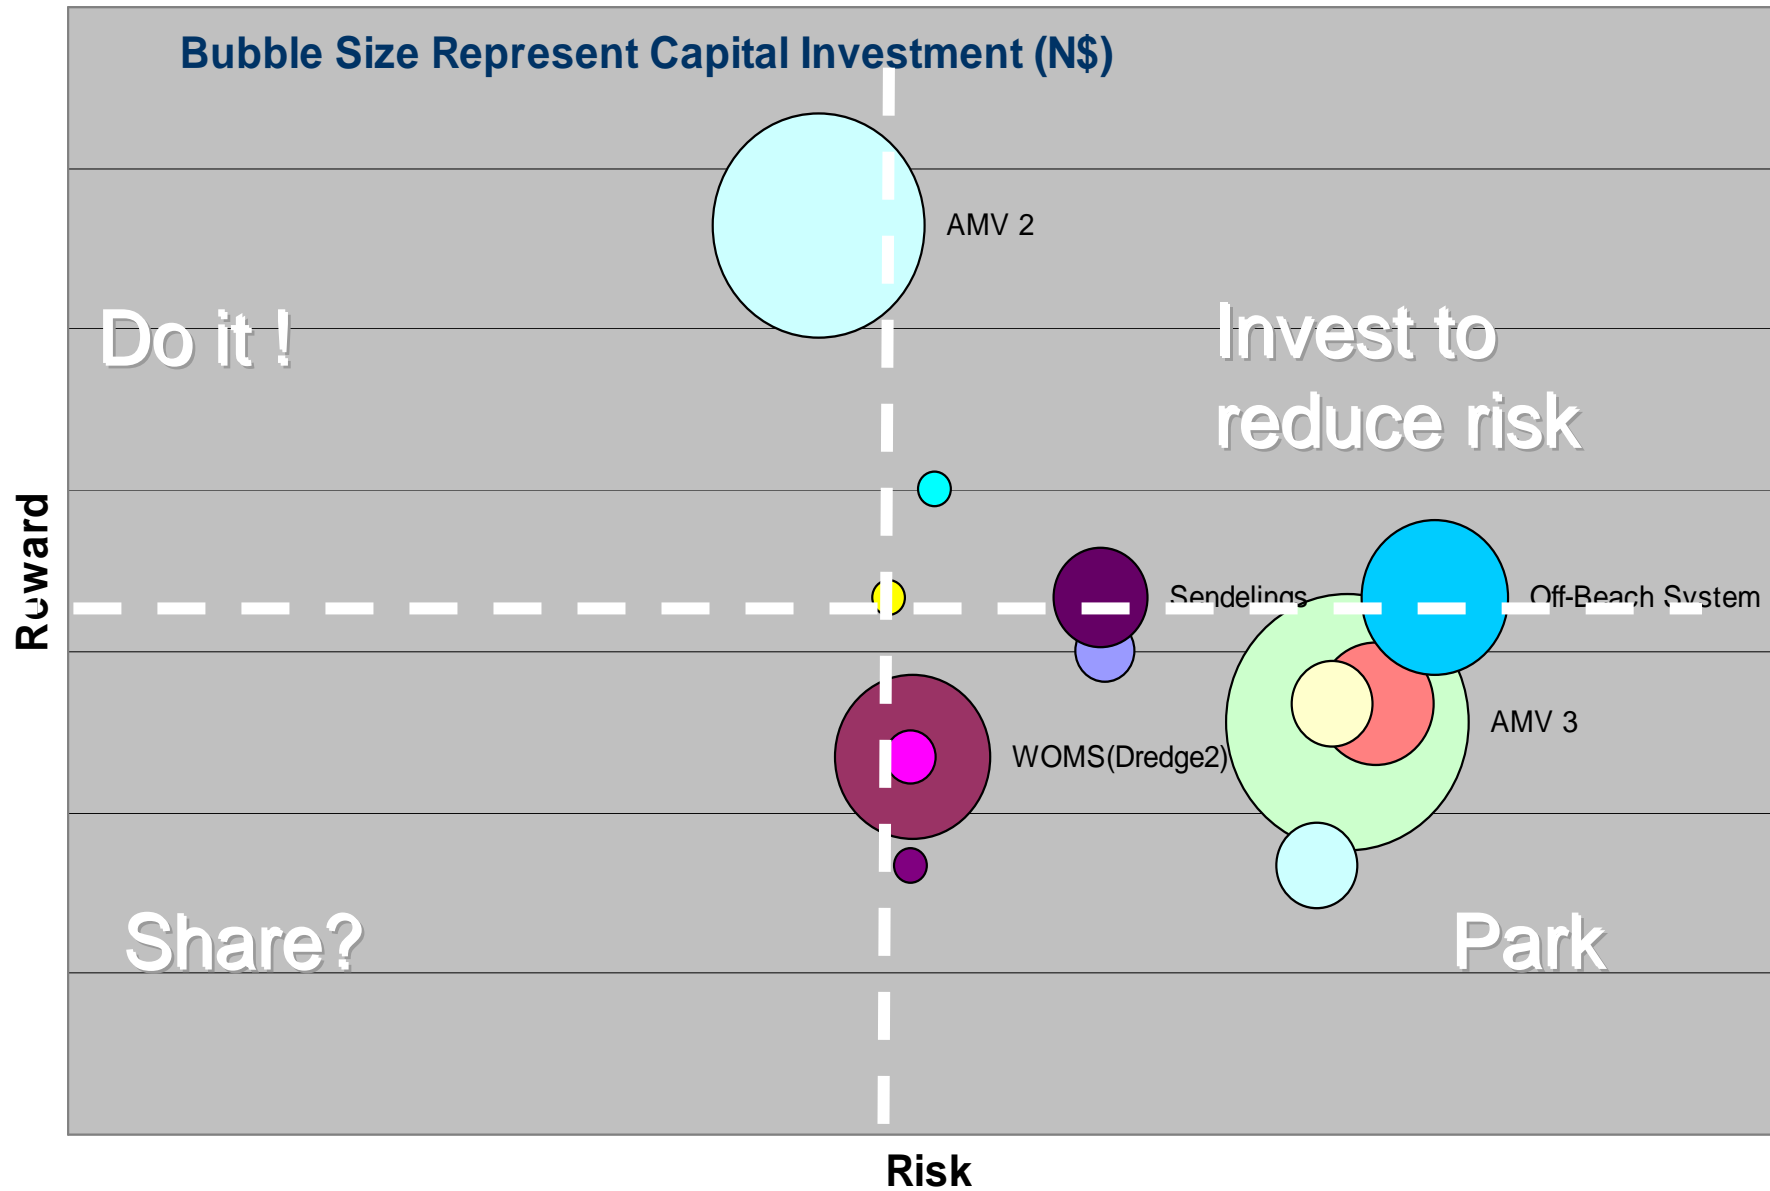 Bubble Size Represent Capital Investment (N$)
AMV 2
Do it !
Invest to
reduce risk
Reward
Sendelings
Off-Beach System
AMV 3
WOMS(Dredge2)
Share?
Park
Risk